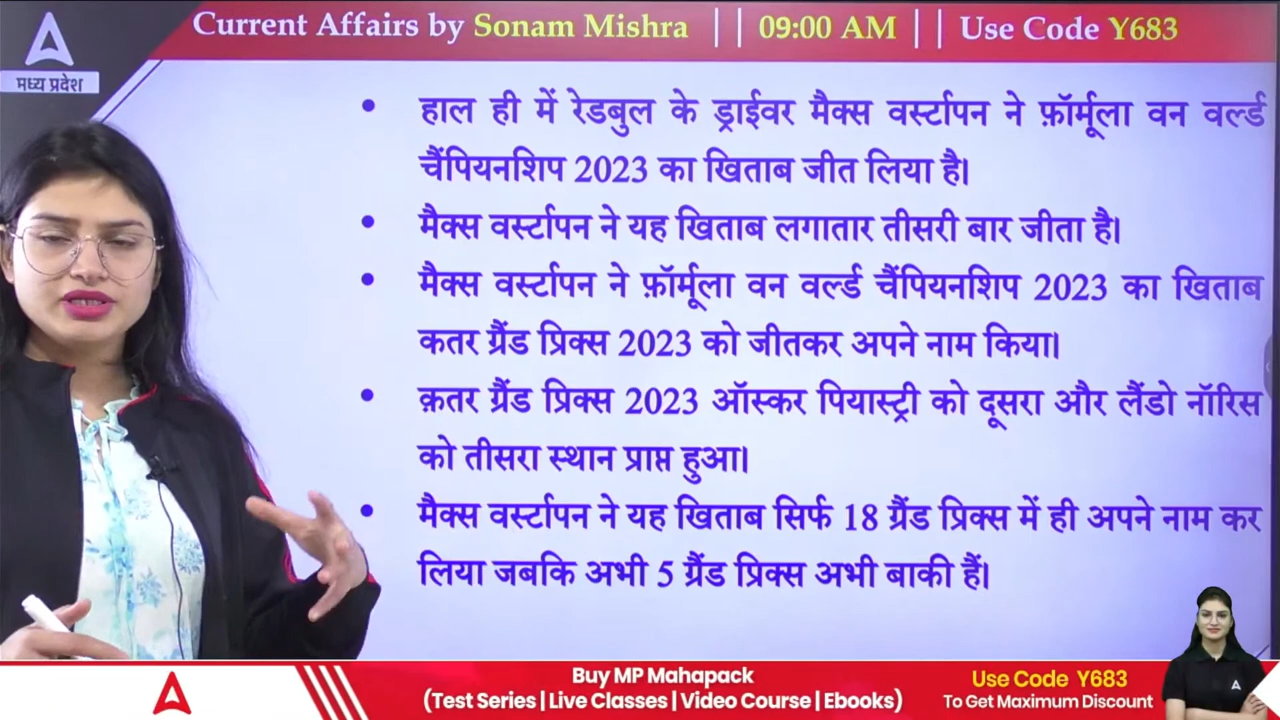 Current Affairs by Sonam Mishra || 09:00 AM || Use Code Y683
मध्य प्रदेश
• हाल ही में रेडबुल के ड्राईवर मैक्स वर्स्टापन ने फ़ॉर्मूला वन वर्ल्ड
चैंपियनशिप 2023 का खिताब जीत लिया है।
• मैक्स वर्स्टापन ने यह खिताब लगातार तीसरी बार जीता है।
• मैक्स वर्स्टापन ने फ़ॉर्मूला वन वर्ल्ड चैंपियनशिप 2023 का खिताब
कतर ग्रैंड प्रिक्स 2023 को जीतकर अपने नाम किया।
• क़तर ग्रैंड प्रिक्स 2023 ऑस्कर पियास्ट्री को दूसरा और लैंडो नॉरिस
को तीसरा स्थान प्राप्त हुआ।
• मैक्स वर्स्टापन ने यह खिताब सिर्फ 18 ग्रैंड प्रिक्स में ही अपने नाम कर
लिया जबकि अभी 5 ग्रैंड प्रिक्स अभी बाकी हैं।
Buy MP Mahapack
(Test Series | Live Classes | Video Course | Ebooks)
Use Code Y683
To Get Maximum Discount